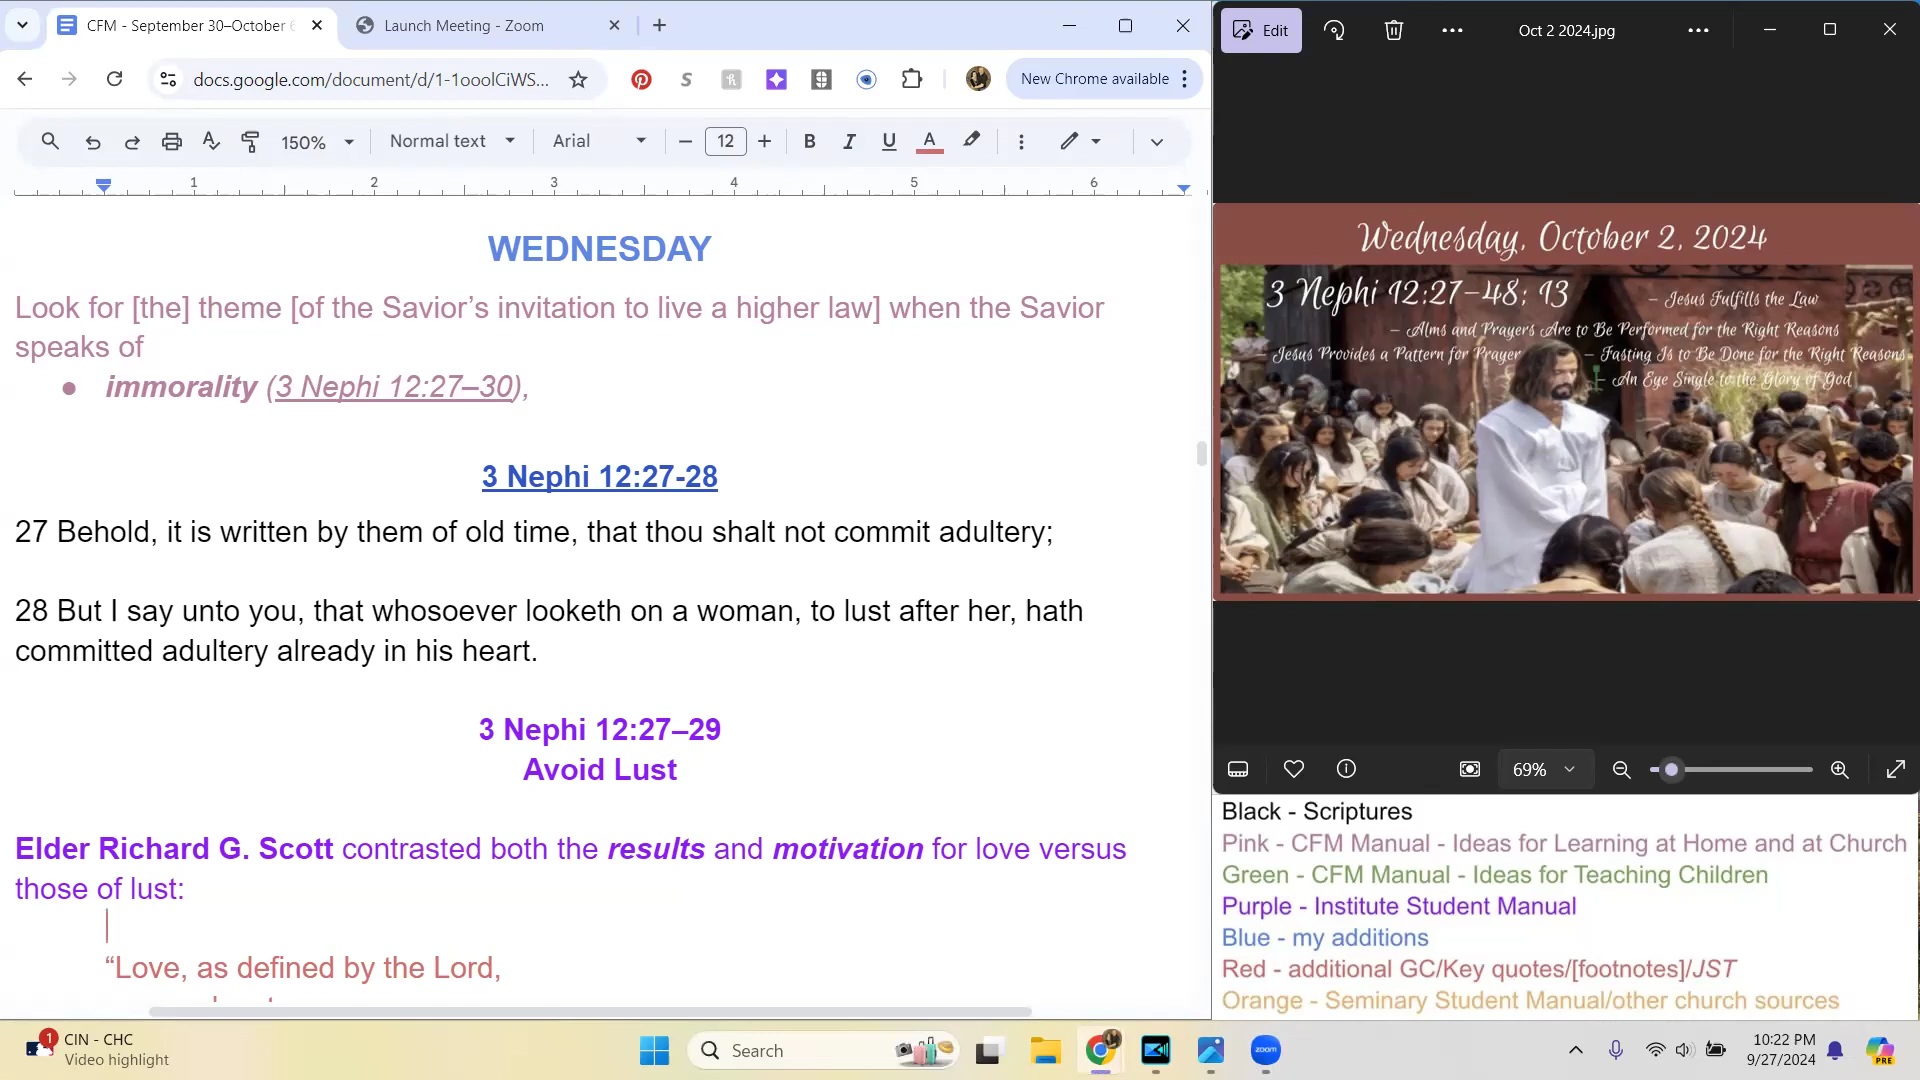 CFM - September 30–October 6
Launch Meeting - Zoom
docs.google.com/document/d/1-1oooICiWS...
New Chrome available
150%
Normal text
Arial
12
B
I
U
A
1
2
3
4
5
6
WEDNESDAY
Look for [the] theme [of the Savior’s invitation to live a higher law] when the Savior
speaks of
● immorality (3 Nephi 12:27–30),
3 Nephi 12:27-28
27 Behold, it is written by them of old time, that thou shalt not commit adultery;
28 But I say unto you, that whosoever looketh on a woman, to lust after her, hath
committed adultery already in his heart.
3 Nephi 12:27–29
Avoid Lust
Elder Richard G. Scott contrasted both the results and motivation for love versus
those of lust:
“Love, as defined by the Lord,
Edit
Oct 2 2024.jpg
Wednesday, October 2, 2024
3 Nephi 12:27-48; 13
- Jesus Fulfills the Law
- Alms and Prayers Are to Be Performed for the Right Reasons
- Jesus Provides a Pattern for Prayer
- Fasting Is to Be Done for the Right Reasons
- An Eye Single to the Glory of God
69%
Black - Scriptures
Pink - CFM Manual - Ideas for Learning at Home and at Church
Green - CFM Manual - Ideas for Teaching Children
Purple - Institute Student Manual
Blue - my additions
Red - additional GC/Key quotes/[footnotes]/JST
Orange - Seminary Student Manual/other church sources
1
CIN - CHC
Video highlight
Search
zoom
10:22 PM
9/27/2024
PRE